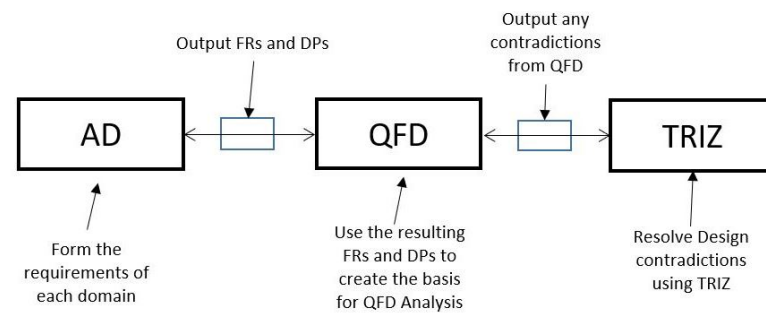 Output FRs and DPs
Output any
contradictions
from QFD
AD
QFD
TRIZ
Form the
requirements of
each domain
Use the resulting
FRs and DPs to
create the basis
for QFD Analysis
Resolve Design
contradictions
using TRIZ